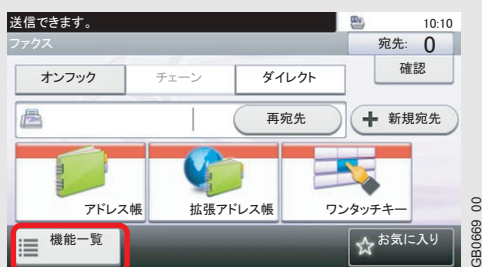 送信できます。
10:10
ファクス
宛先: 0
オンフック
チェーン
ダイレクト
確認
再宛先
新規宛先
アドレス帳
拡張アドレス帳
ワンタッチキー
機能一覧
お気に入り
GB0669_00